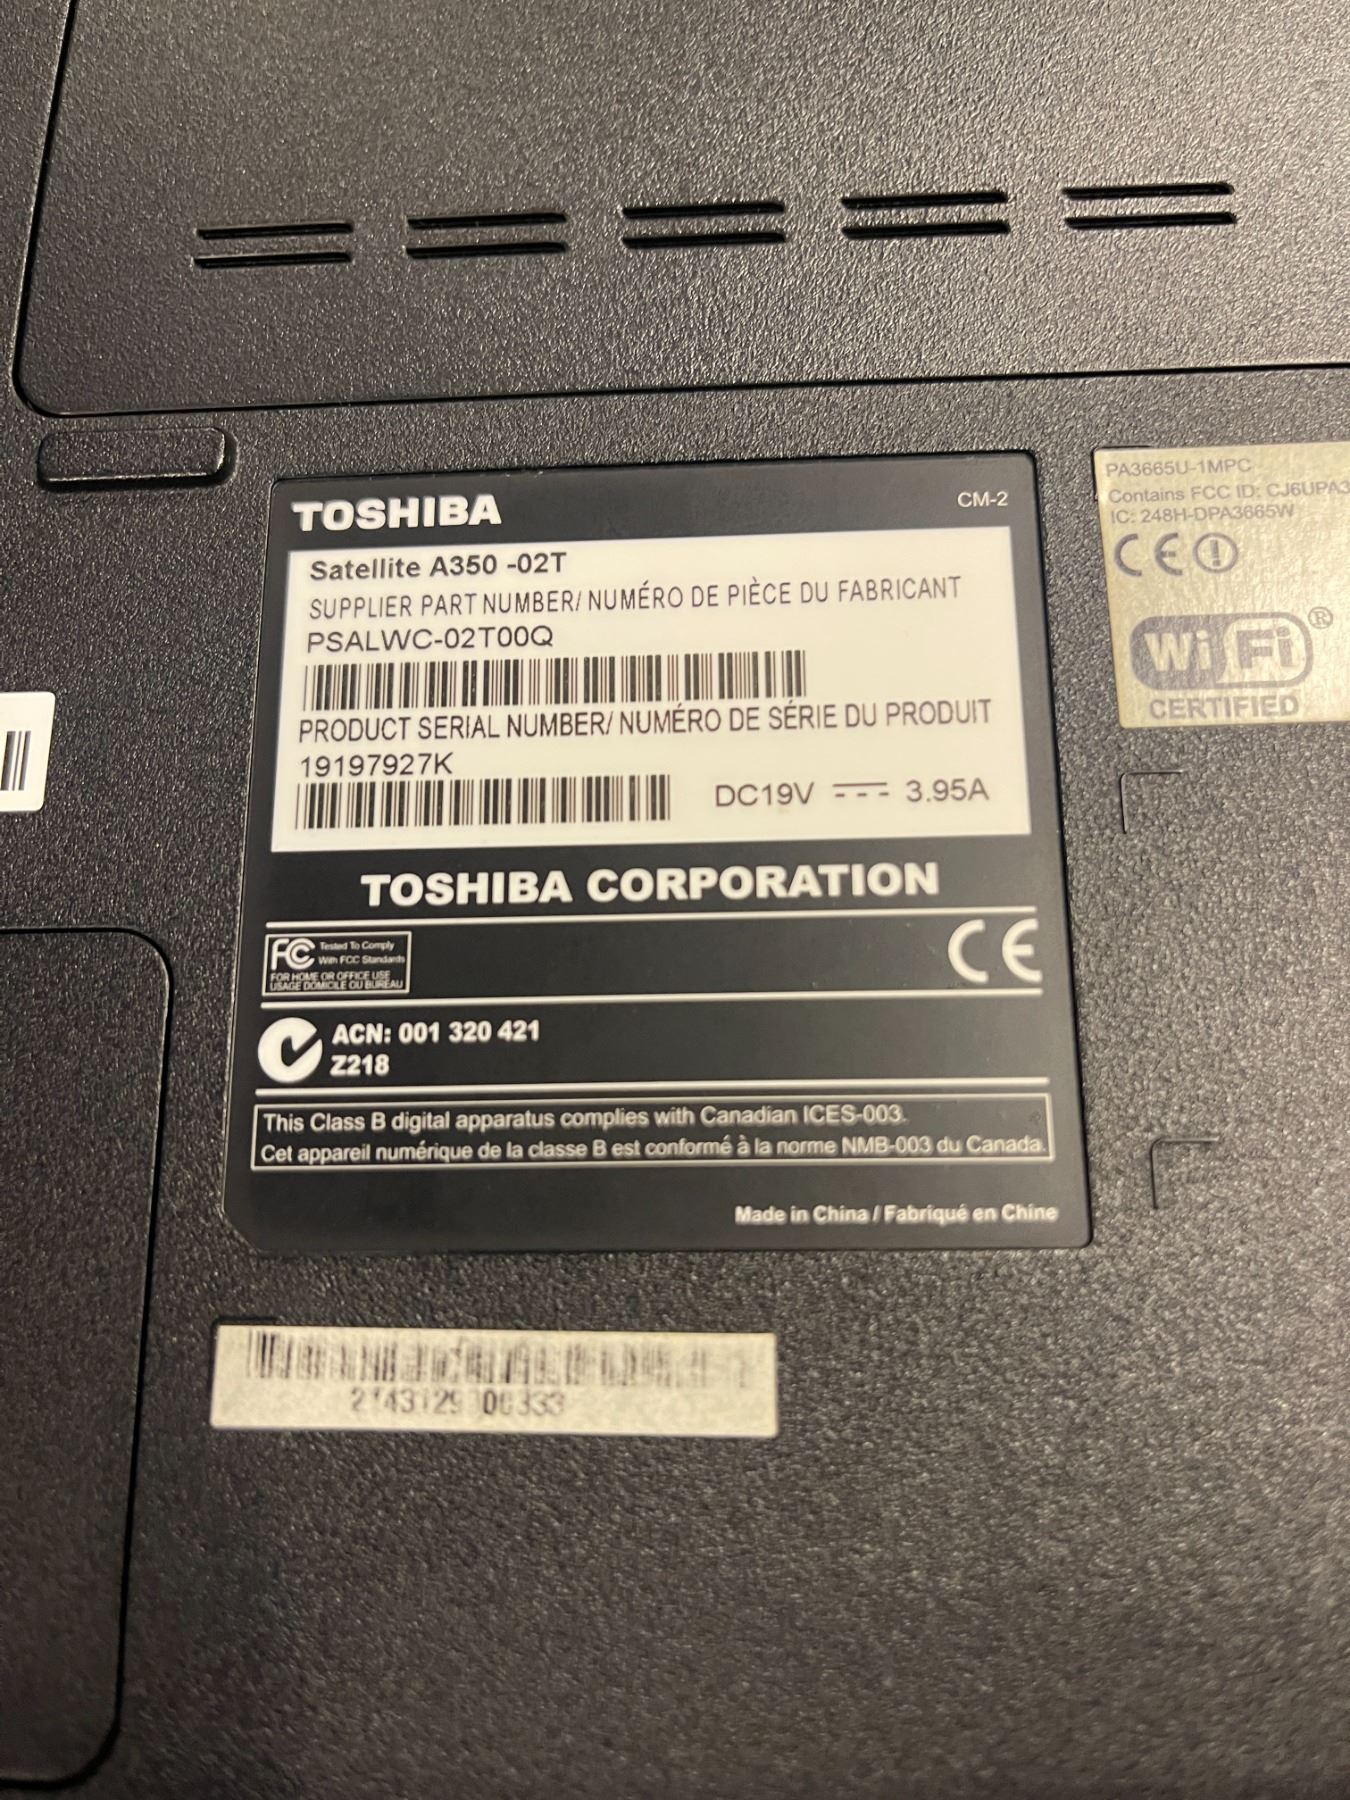 TOSHIBA
CM-2
Satellite A350 -02T
SUPPLIER PART NUMBER/ NUMÉRO DE PIÈCE DU FABRICANT
PSALWC-02T00Q
PRODUCT SERIAL NUMBER/ NUMÉRO DE SÉRIE DU PRODUIT
19197927K
DC19V 3.95A
TOSHIBA CORPORATION
FC Tested To Comply
With FCC Standards
FOR HOME OR OFFICE USE
USAGE DOMICILE OU BUREAU
CE
ACN: 001 320 421
Z218
This Class B digital apparatus complies with Canadian ICES-003.
Cet appareil numérique de la classe B est conformé à la norme NMB-003 du Canada.
Made in China / Fabriqué en Chine
PA3665U-1MPC
Contains FCC ID: CJ6UPA3
IC: 248H-DPA3665W
CE
Wi Fi ®
CERTIFIED